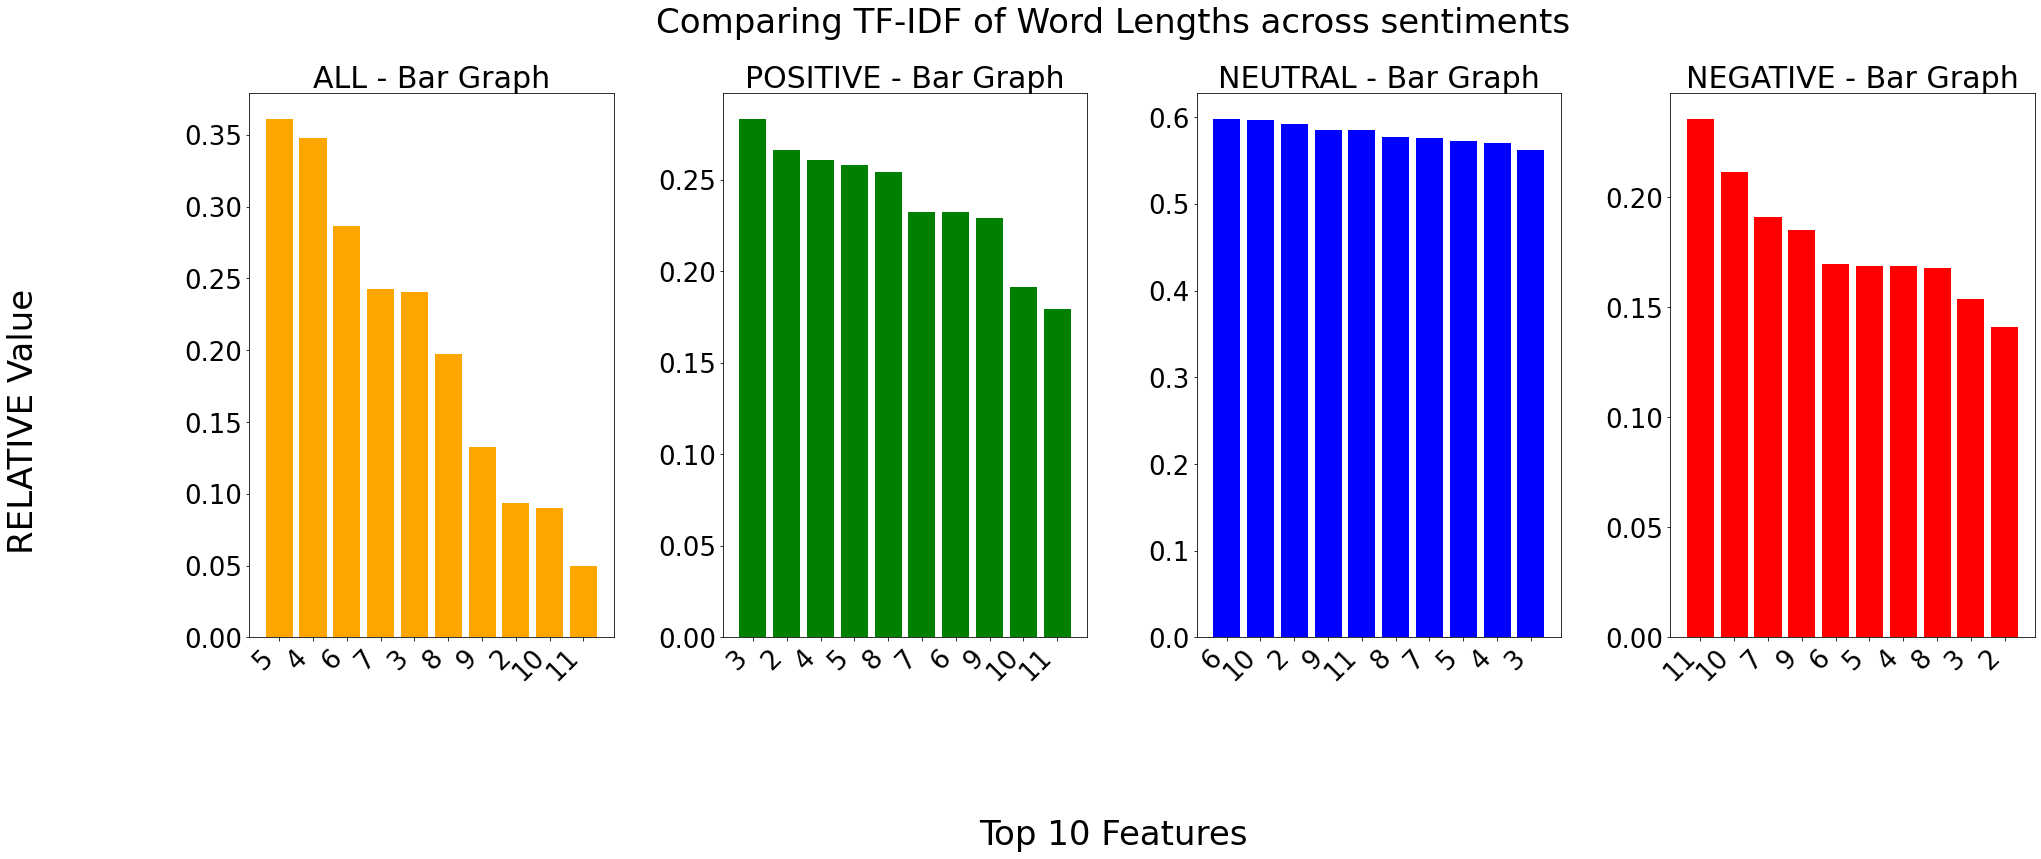 Comparing TF-IDF of Word Lengths across sentiments
RELATIVE Value
ALL - Bar Graph
0.35
0.30
0.25
0.20
0.15
0.10
0.05
0.00
5 4 6 7 3 8 9 2 10 11
POSITIVE - Bar Graph
0.25
0.20
0.15
0.10
0.05
0.00
3 2 4 5 8 7 6 9 10 11
NEUTRAL - Bar Graph
0.6
0.5
0.4
0.3
0.2
0.1
0.0
6 10 2 9 11 8 7 5 4 3
NEGATIVE - Bar Graph
0.20
0.15
0.10
0.05
0.00
11 10 7 9 6 5 4 8 3 2
Top 10 Features